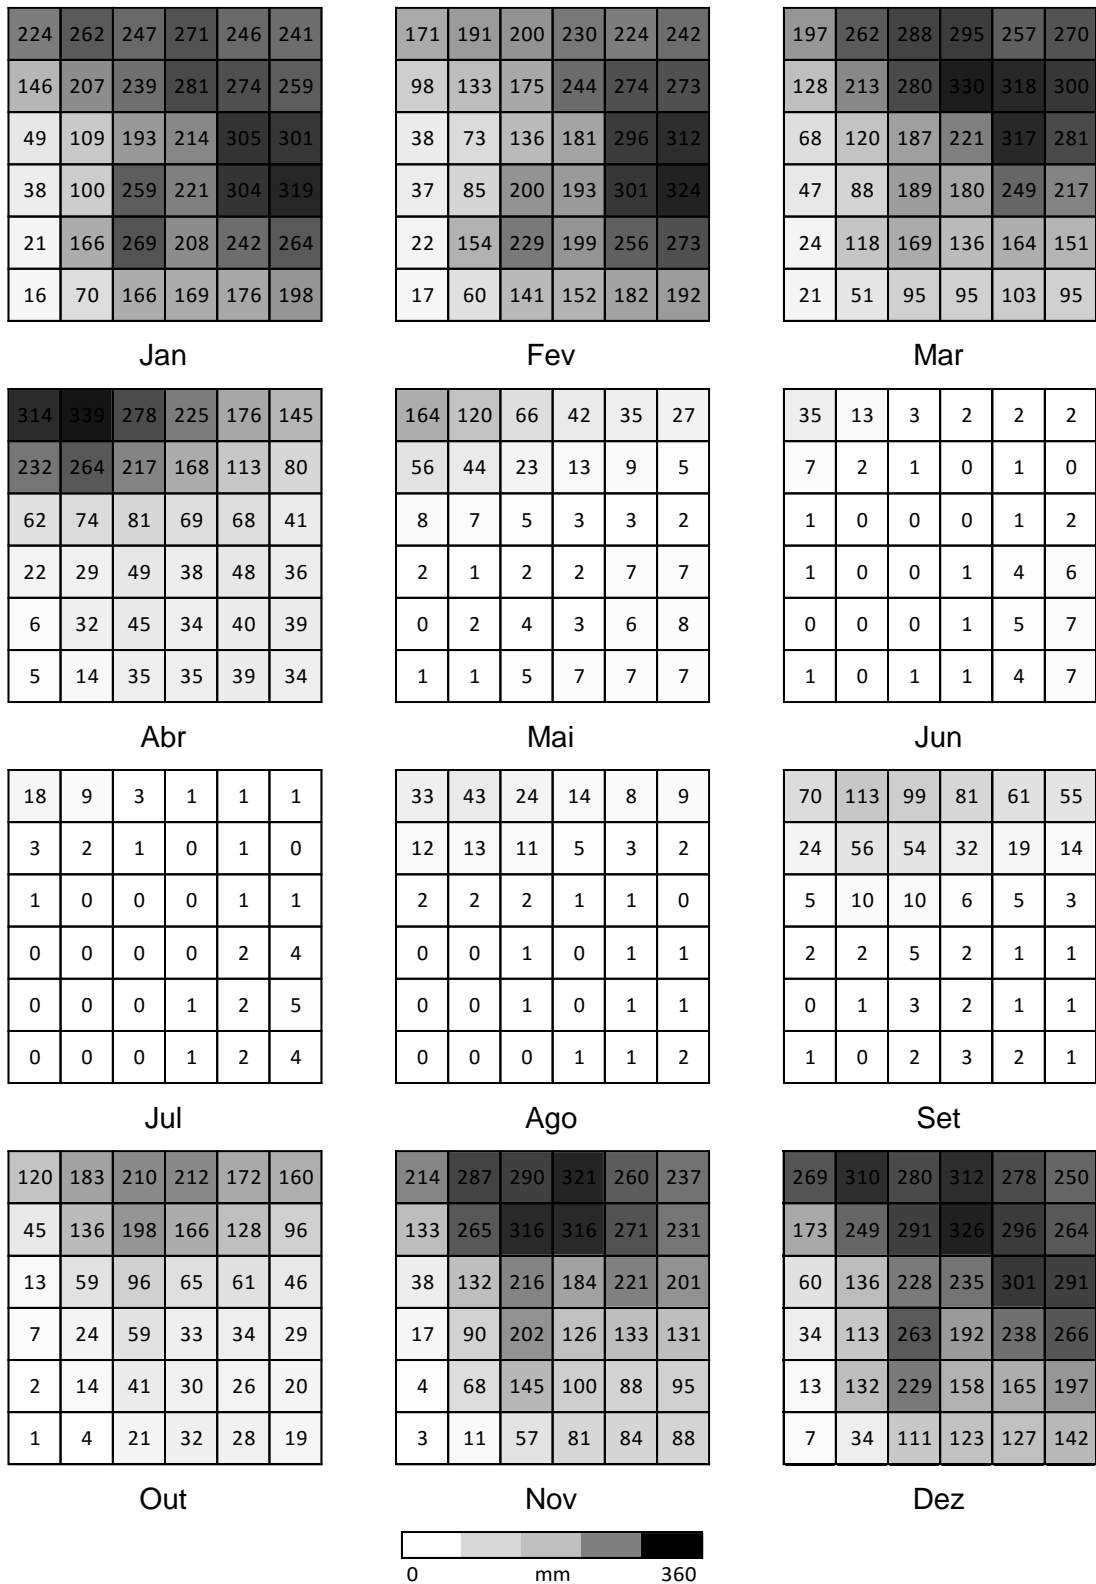 224 262 247 271 246 241 171 191 200 230 224 242 197 262 288 295 257 270
146 207 239 281 274 259 98 133 175 244 274 273 128 213 280 330 318 300
49 109 193 214 305 301 38 73 136 181 296 312 68 120 187 221 317 281
38 100 259 221 304 319 37 85 200 193 301 324 47 88 189 180 249 217
21 166 269 208 242 264 22 154 229 199 256 273 24 118 169 136 164 151
16 70 166 169 176 198 17 60 141 152 182 192 21 51 95 95 103 95
Jan Fev Mar
314 339 278 225 176 145 164 120 66 42 35 27 35 13 3 2 2 2
232 264 217 168 113 80 56 44 23 13 9 5 7 2 1 0 1 0
62 74 81 69 68 41 8 7 5 3 3 2 1 0 0 0 1 2
22 29 49 38 48 36 2 1 2 2 7 7 1 0 0 1 4 6
6 32 45 34 40 39 0 2 4 3 6 8 0 0 0 1 5 7
5 14 35 35 39 34 1 1 5 7 7 7 1 0 1 1 4 7
Abr Mai Jun
18 9 3 1 1 1 33 43 24 14 8 9 70 113 99 81 61 55
3 2 1 0 1 0 12 13 11 5 3 2 24 56 54 32 19 14
1 0 0 0 1 1 2 2 2 1 1 0 5 10 10 6 5 3
0 0 0 0 2 4 0 0 1 0 1 1 2 2 5 2 1 1
0 0 0 1 2 5 0 0 1 0 1 1 0 1 3 2 1 1
0 0 0 1 2 4 0 0 0 1 1 2 1 0 2 3 2 1
Jul Ago Set
120 183 210 212 172 160 214 287 290 321 260 237 269 310 280 312 278 250
45 136 198 166 128 96 133 265 316 316 271 231 173 249 291 326 296 264
13 59 96 65 61 46 38 132 216 184 221 201 60 136 228 235 301 291
7 24 59 33 34 29 17 90 202 126 133 131 34 113 263 192 238 266
2 14 41 30 26 20 4 68 145 100 88 95 13 132 229 158 165 197
1 4 21 32 28 19 3 11 57 81 84 88 7 34 111 123 127 142
Out Nov Dez
0 mm 360